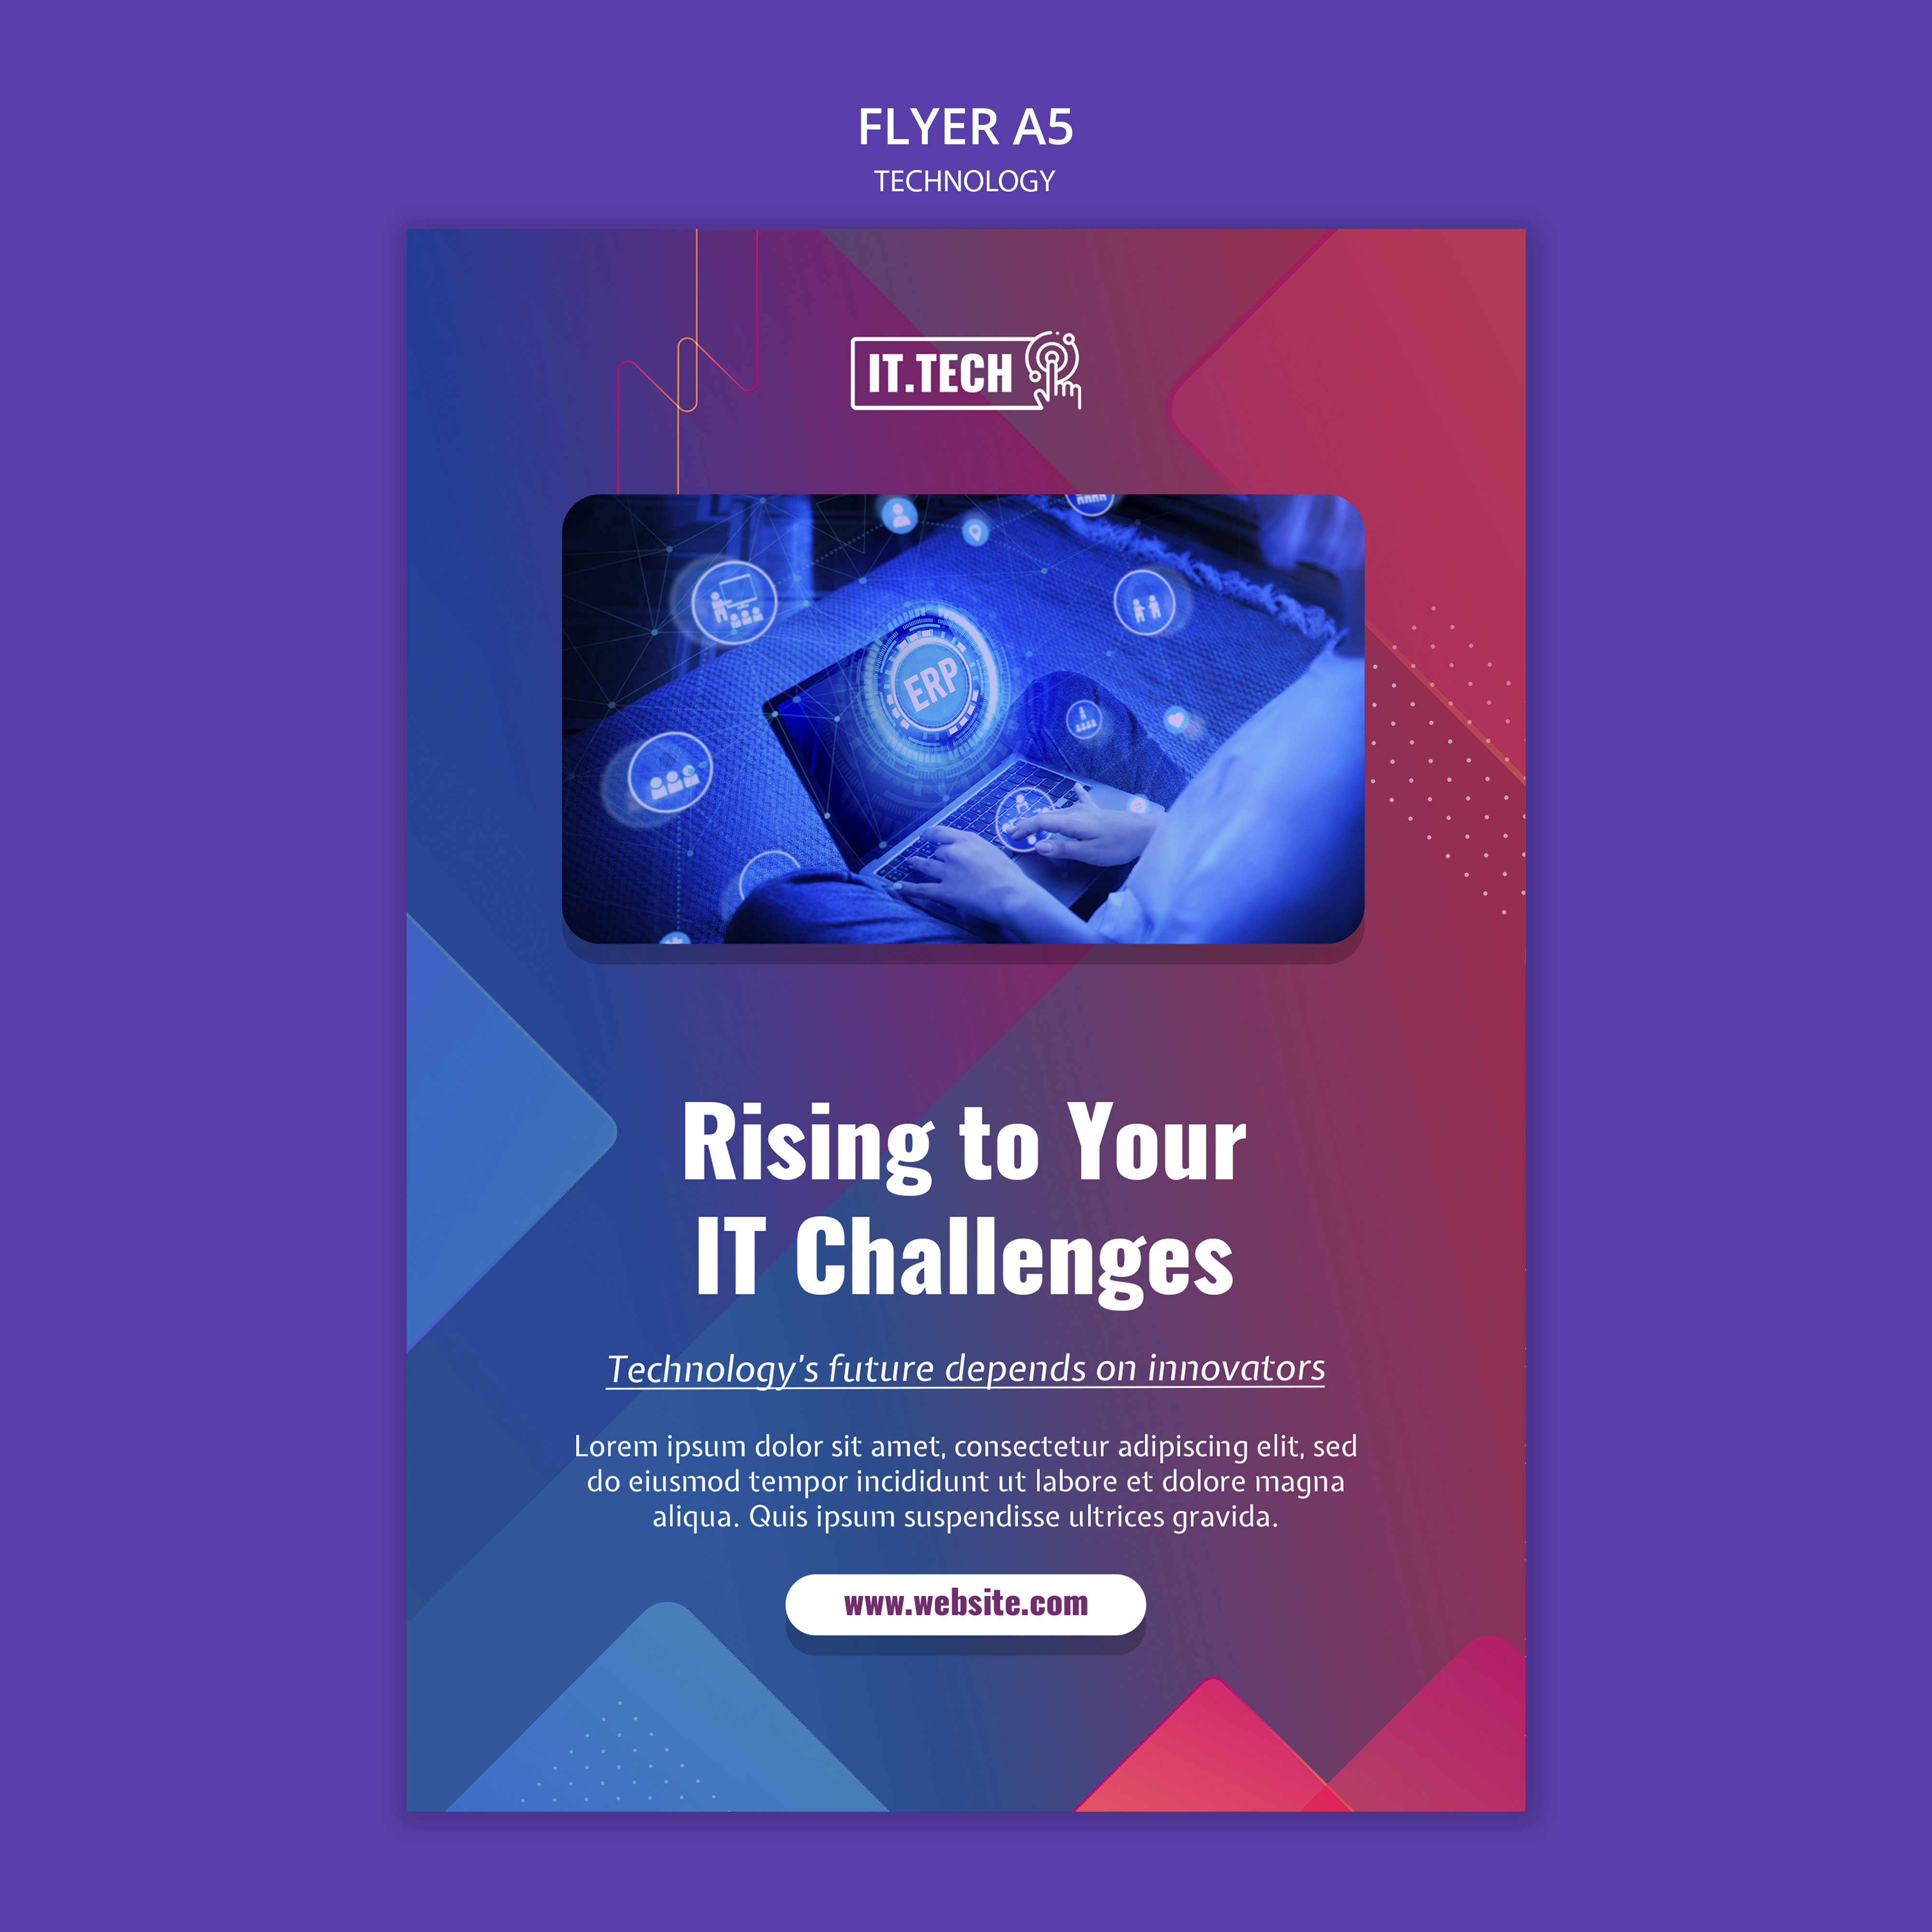 FLYER A5
TECHNOLOGY
IT.TECH
ERP
Rising to Your
IT Challenges
Technology's future depends on innovators
Lorem ipsum dolor sit amet, consectetur adipiscing elit, sed
do eiusmod tempor incididunt ut labore et dolore magna
aliqua. Quis ipsum suspendisse ultrices gravida.
www.website.com